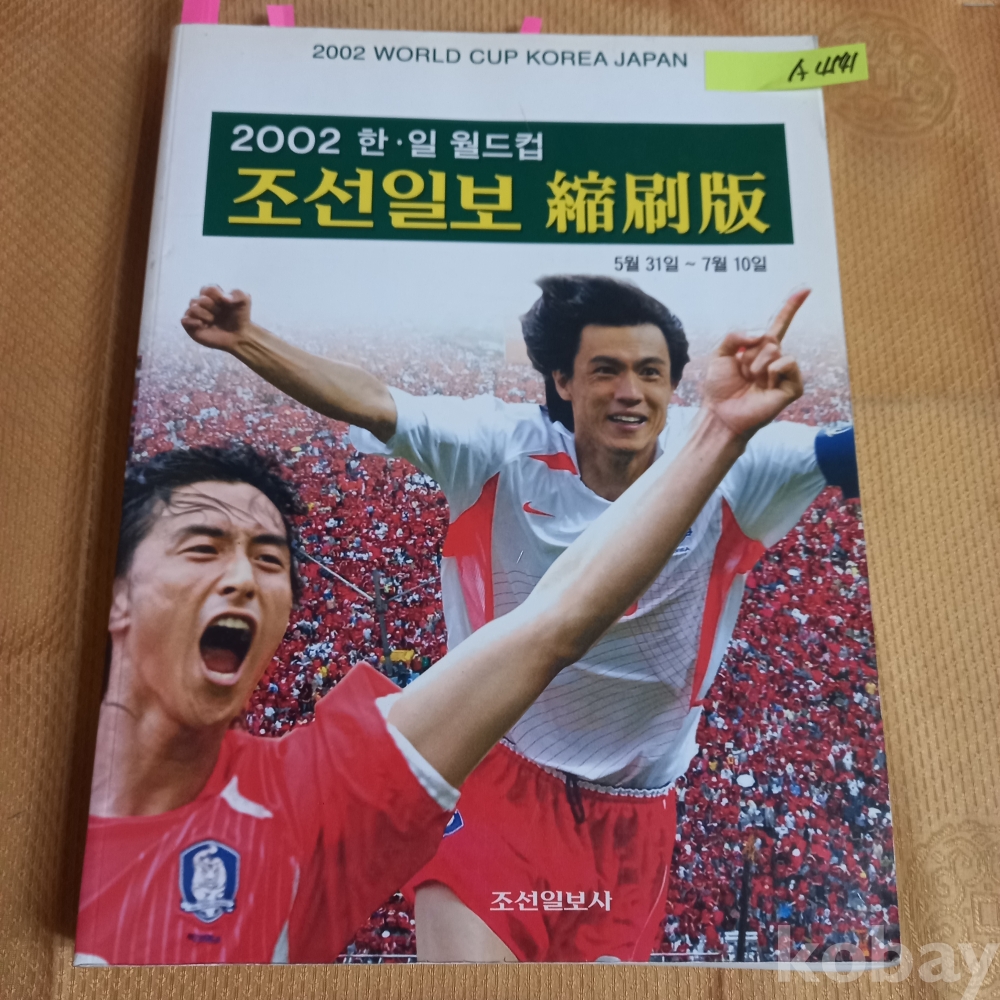 2002 WORLD CUP KOREA JAPAN
2002 한·일 월드컵
조선일보 縮刷版
5월 31일 ~ 7월 10일
조선일보사
kobay